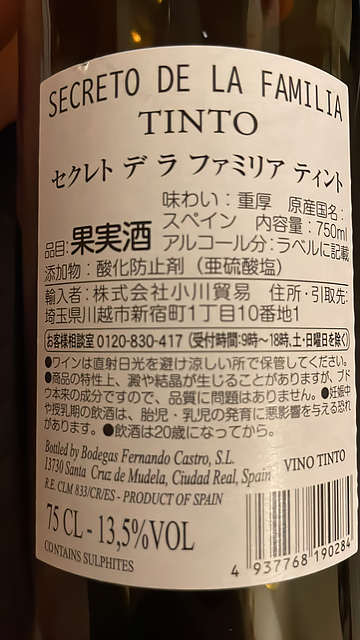 SECRETO DE LA FAMILIA
TINTO
セクレト デ ラ ファミリア ティント
味わい:重厚 原産国名:
スペイン 内容量:750ml
品目:果実酒 アルコール分:ラベルに記載
添加物:酸化防止剤(亜硫酸塩)
輸入者:株式会社小川貿易 住所・引取先:
埼玉県川越市新宿町1丁目10番地1
お客様相談室 0120-830-417 (受付時間:9時〜18時、土・日曜日を除く)
●ワインは直射日光を避け涼しい所で保管してください。
●商品の特性上、澱や結晶が生じることがありますが、ブド
ウ本来の成分ですので、品質に問題はありません。●妊娠中
や授乳期の飲酒は、胎児・乳児の発育に悪影響を与える恐れ
があります。 ●飲酒は20歳になってから。
Bottled by Bodegas Fernando Castro, S.L.
13730 Santa Cruz de Mudela, Ciudad Real, Spain
R.E. CLM 833/CR/ES - PRODUCT OF SPAIN
VINO TINTO
75 CL - 13,5%VOL
CONTAINS SULPHITES
4 937768 190284